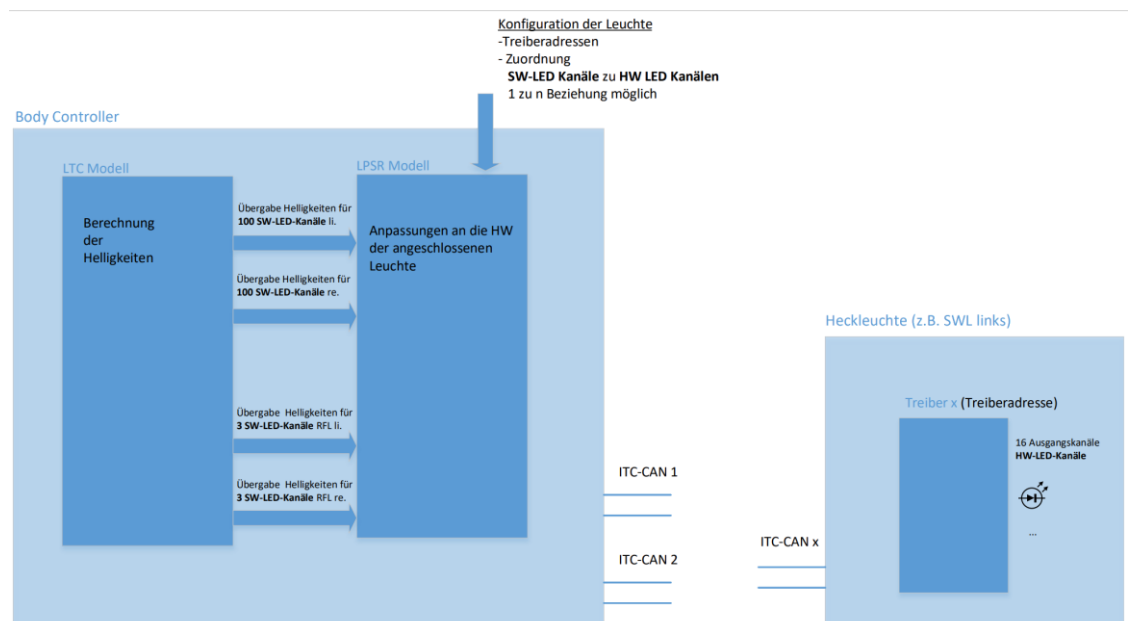 Konfiguration der Leuchte
-Treiberadressen
- Zuordnung
SW-LED Kanäle zu HW LED Kanälen
1 zu n Beziehung möglich
Body Controller
LTC Modell
LPSR Modell
Berechnung
der
Helligkeiten
Übergabe Helligkeiten für
100 SW-LED-Kanäle li.
Übergabe Helligkeiten für
100 SW-LED-Kanäle re.
Übergabe Helligkeiten für
3 SW-LED-Kanäle RFL li.
Übergabe Helligkeiten für
3 SW-LED-Kanäle RFL re.
Anpassungen an die HW
der angeschlossenen
Leuchte
ITC-CAN 1
ITC-CAN 2
ITC-CAN x
Heckleuchte (z.B. SWL links)
Treiber x (Treiberadresse)
16 Ausgangskanäle
HW-LED-Kanäle
...